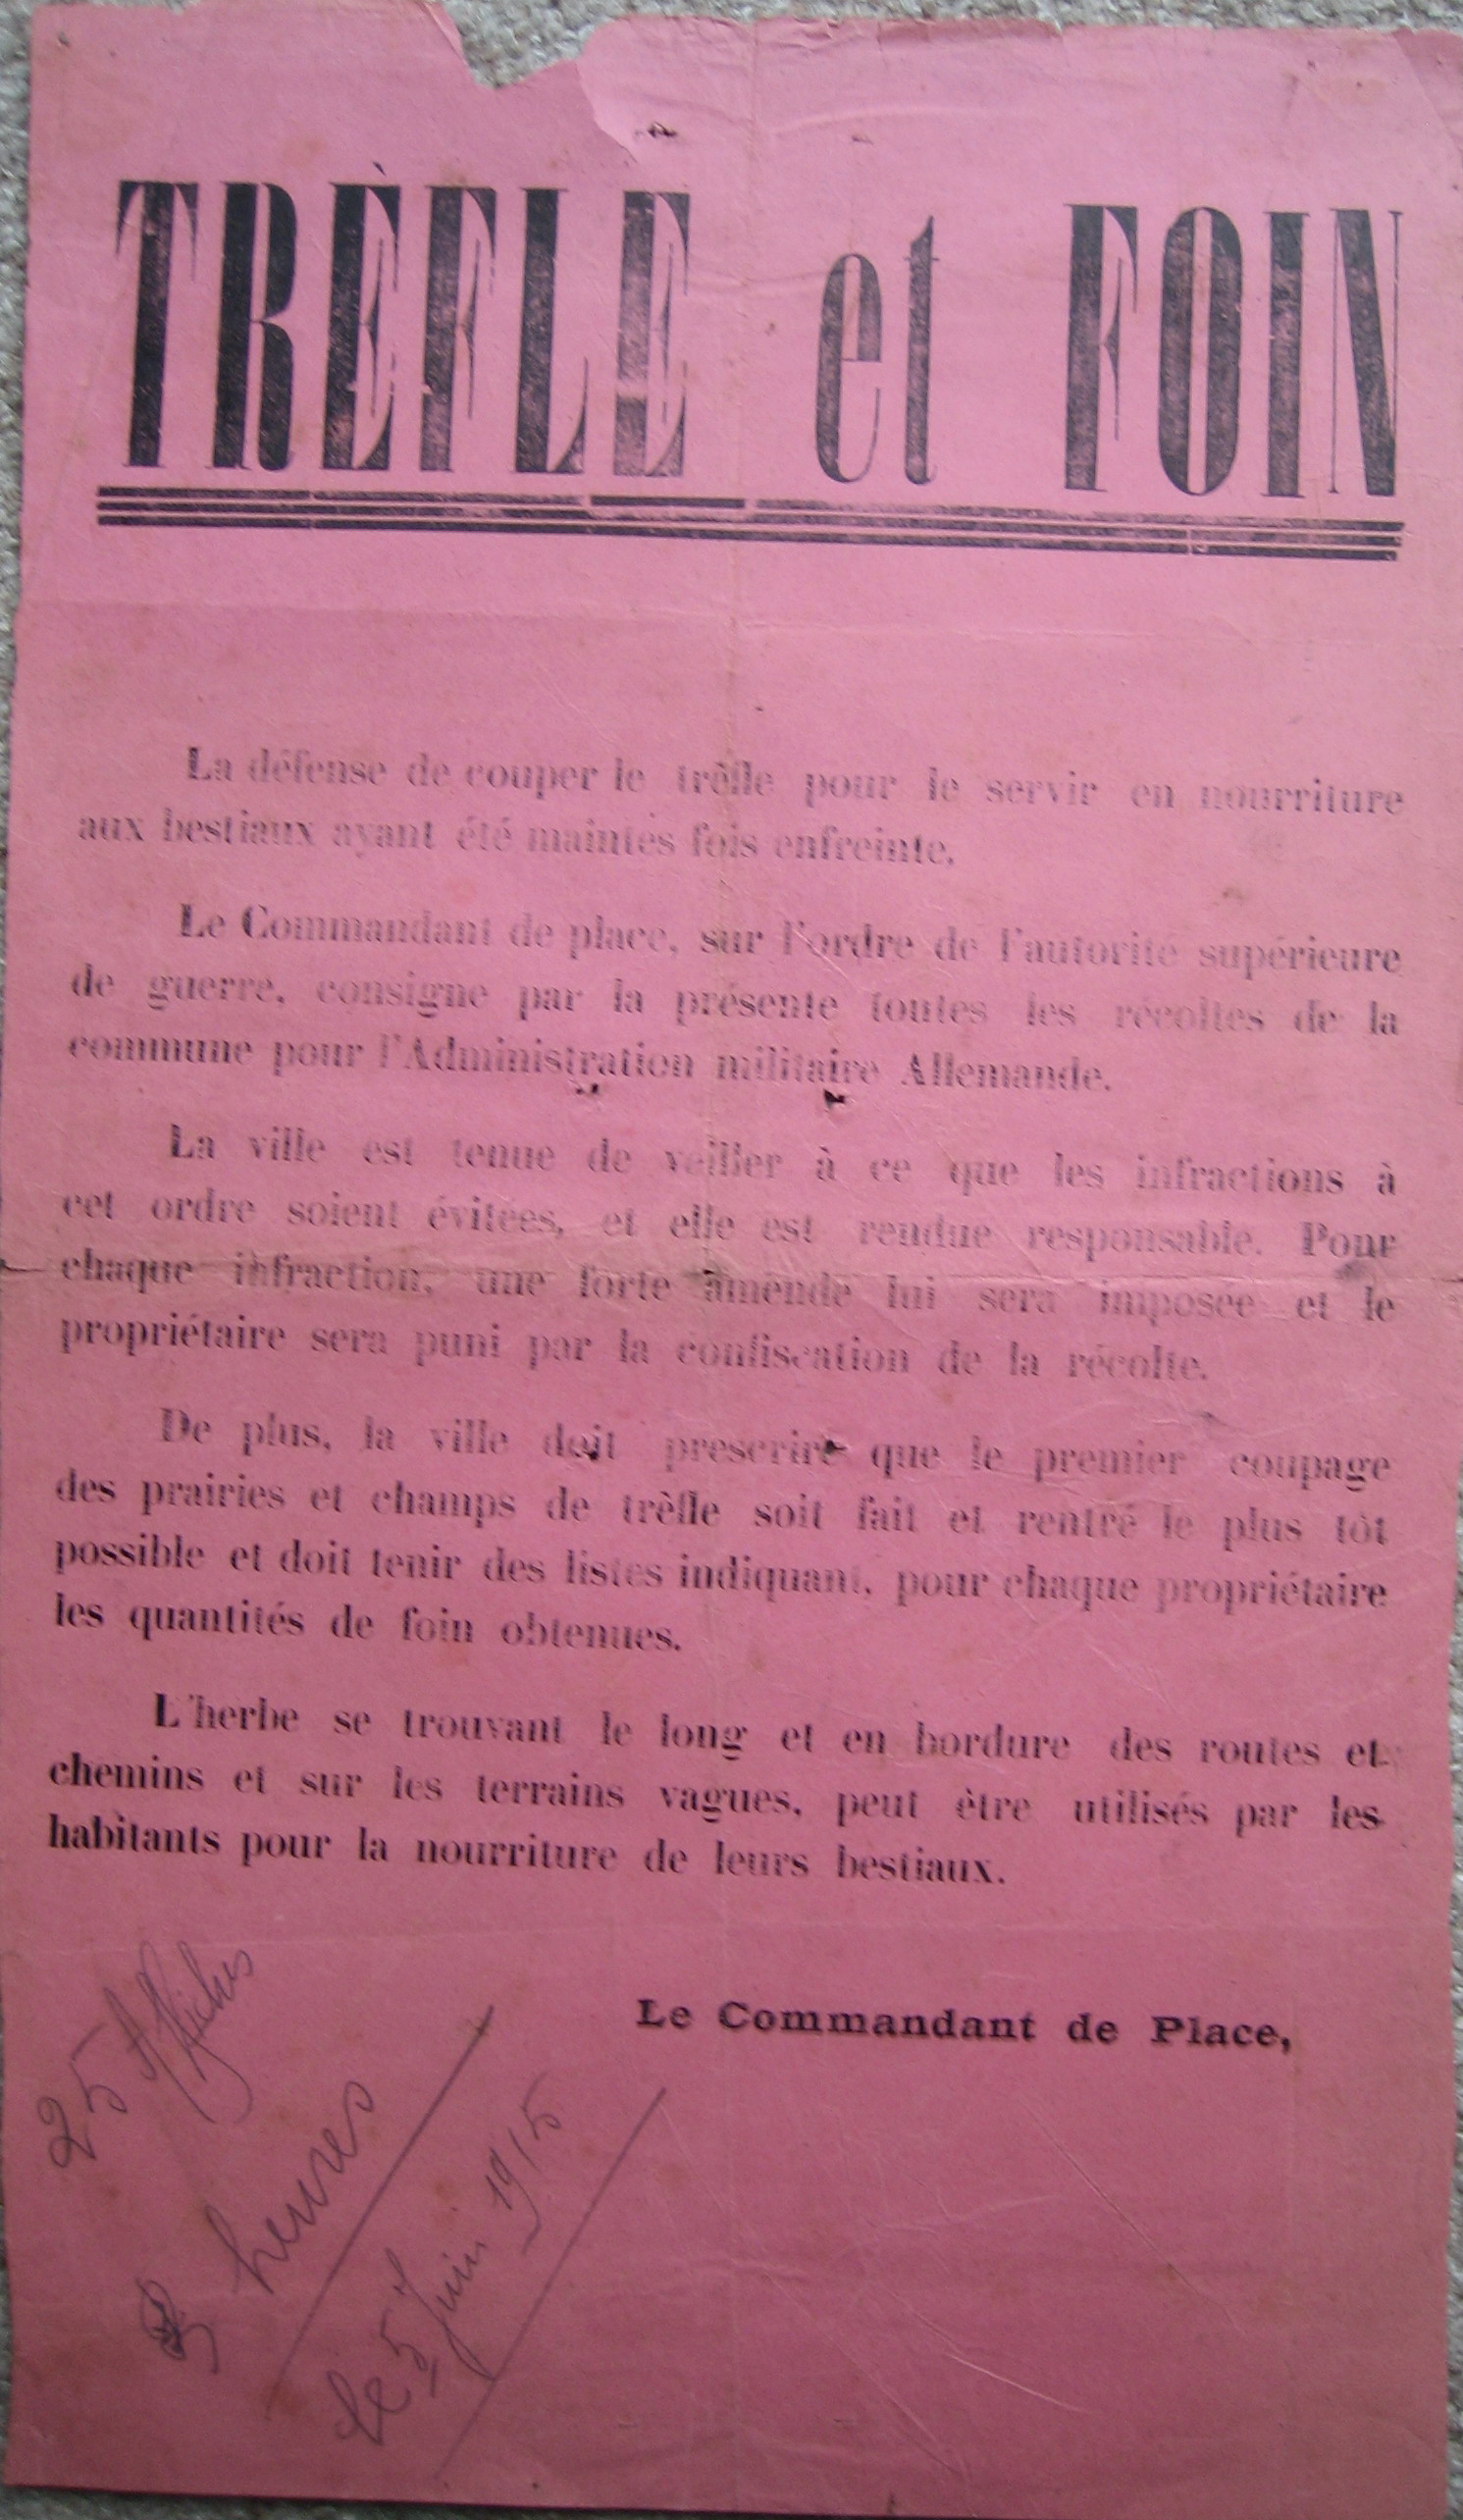 TRÈFLE et FOIN
La défense de couper le trèfle pour le servir en nourriture
aux bestiaux ayant été maintes fois enfreinte.
Le Commandant de place, sur l'ordre de l'autorité supérieure
de guerre, consigne par la présente toutes les récoltes de la
commune pour l'Administration militaire Allemande.
La ville est tenue de veiller à ce que les infractions à
cet ordre soient évitées, et elle est rendue responsable. Pour
chaque infraction, une forte amende lui sera imposée et le
propriétaire sera puni par la confiscation de la récolte.
De plus, la ville doit prescrire que le premier coupage
des prairies et champs de trèfle soit fait et rentré le plus tôt
possible et doit tenir des listes indiquant, pour chaque propriétaire
les quantités de foin obtenues.
L'herbe se trouvant le long et en bordure des routes et
chemins et sur les terrains vagues, peut être utilisés par les
habitants pour la nourriture de leurs bestiaux.
Le Commandant de Place,
25 Affiches
heures
Le 5 Juin 1915